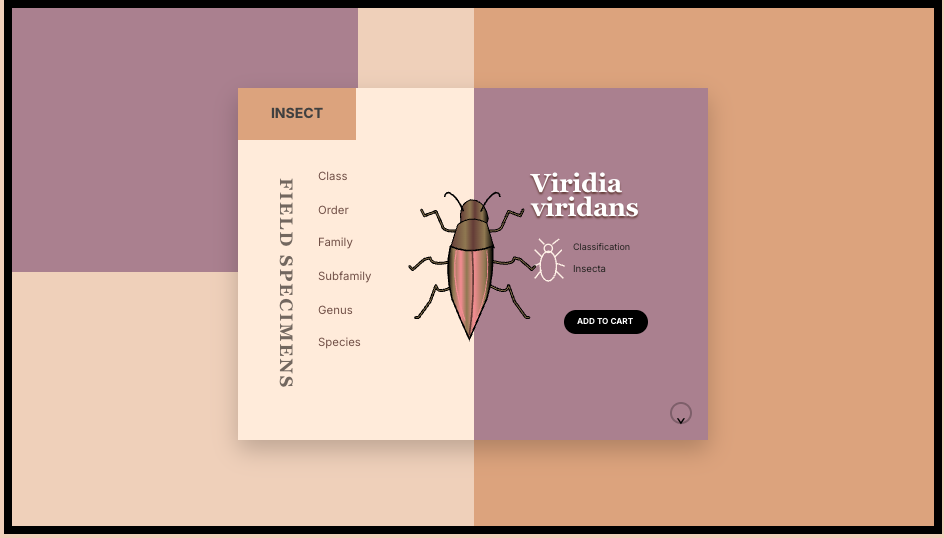 INSECT
FIELD SPECIMENS
Class
Order
Family
Subfamily
Genus
Species
Viridia
viridans
Classification
Insecta
ADD TO CART